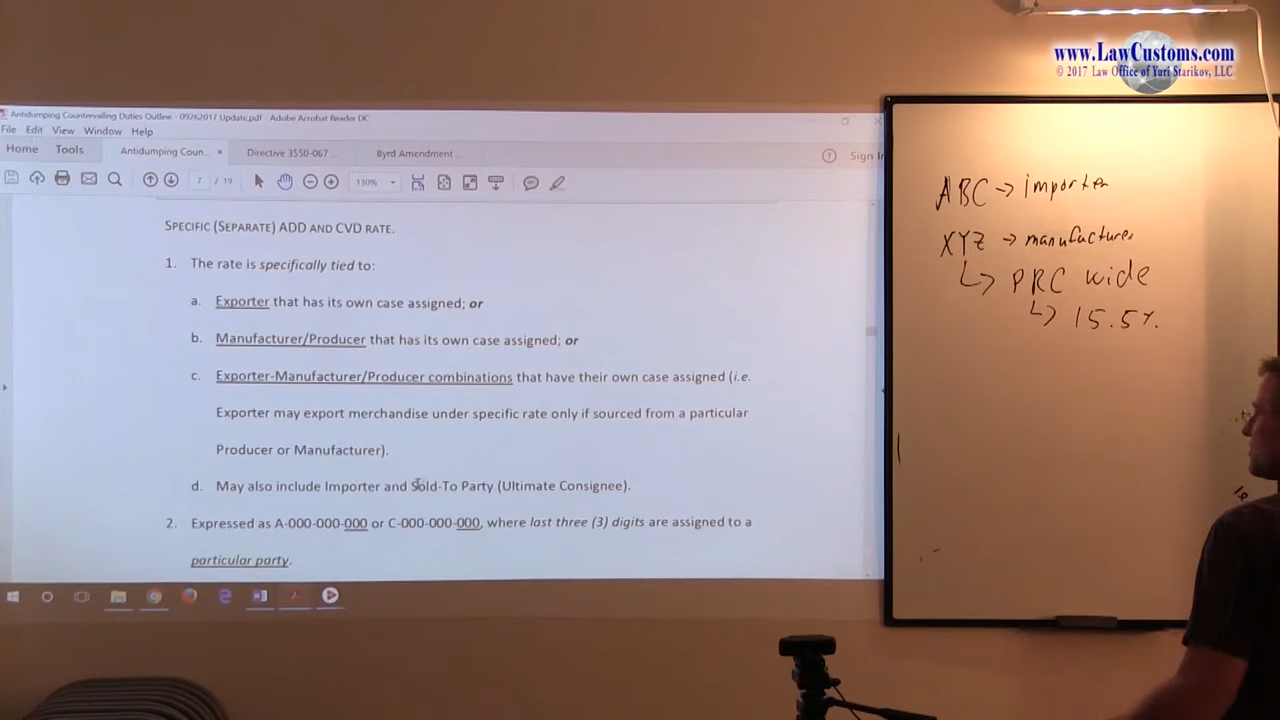 www.LawCustoms.com
© 2017 Law Office of Yuri Starikov, LLC
Antidumping Countervailing Duties Outline - 09262017 Update.pdf - Adobe Acrobat Reader DC
File Edit View Window Help
Home Tools Antidumping Coun... × Directive 3550-067 ... Byrd Amendment ... Sign In
7 / 19 130%
SPECIFIC (SEPARATE) ADD AND CVD RATE.
1. The rate is specifically tied to:
a. Exporter that has its own case assigned; or
b. Manufacturer/Producer that has its own case assigned; or
c. Exporter-Manufacturer/Producer combinations that have their own case assigned (i.e.
Exporter may export merchandise under specific rate only if sourced from a particular
Producer or Manufacturer).
d. May also include Importer and Sold-To Party (Ultimate Consignee).
2. Expressed as A-000-000-000 or C-000-000-000, where last three (3) digits are assigned to a
particular party.
ABC → importer
XYZ → manufacturer
↳ PRC wide
↳ 15.5%.